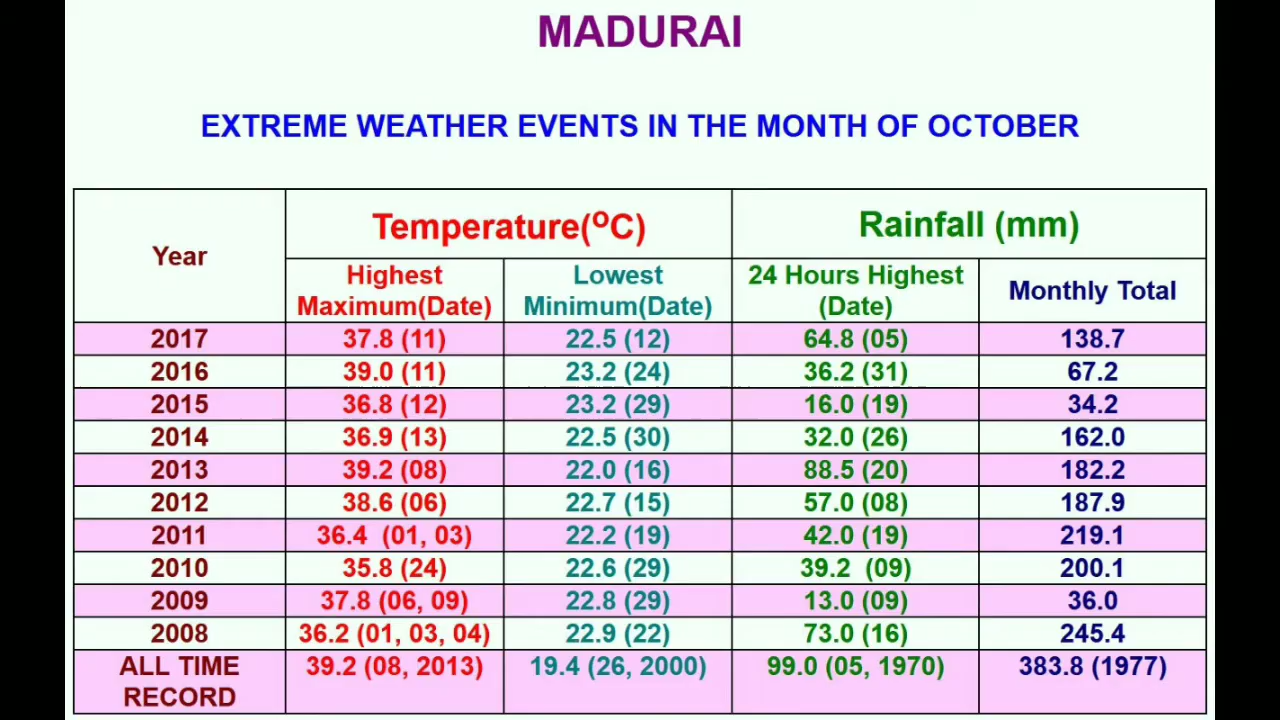 MADURAI
EXTREME WEATHER EVENTS IN THE MONTH OF OCTOBER
Year Temperature(⁰C) Rainfall (mm)
Highest Maximum(Date) Lowest Minimum(Date) 24 Hours Highest (Date) Monthly Total
2017 37.8 (11) 22.5 (12) 64.8 (05) 138.7
2016 39.0 (11) 23.2 (24) 36.2 (31) 67.2
2015 36.8 (12) 23.2 (29) 16.0 (19) 34.2
2014 36.9 (13) 22.5 (30) 32.0 (26) 162.0
2013 39.2 (08) 22.0 (16) 88.5 (20) 182.2
2012 38.6 (06) 22.7 (15) 57.0 (08) 187.9
2011 36.4 (01, 03) 22.2 (19) 42.0 (19) 219.1
2010 35.8 (24) 22.6 (29) 39.2 (09) 200.1
2009 37.8 (06, 09) 22.8 (29) 13.0 (09) 36.0
2008 36.2 (01, 03, 04) 22.9 (22) 73.0 (16) 245.4
ALL TIME RECORD 39.2 (08, 2013) 19.4 (26, 2000) 99.0 (05, 1970) 383.8 (1977)